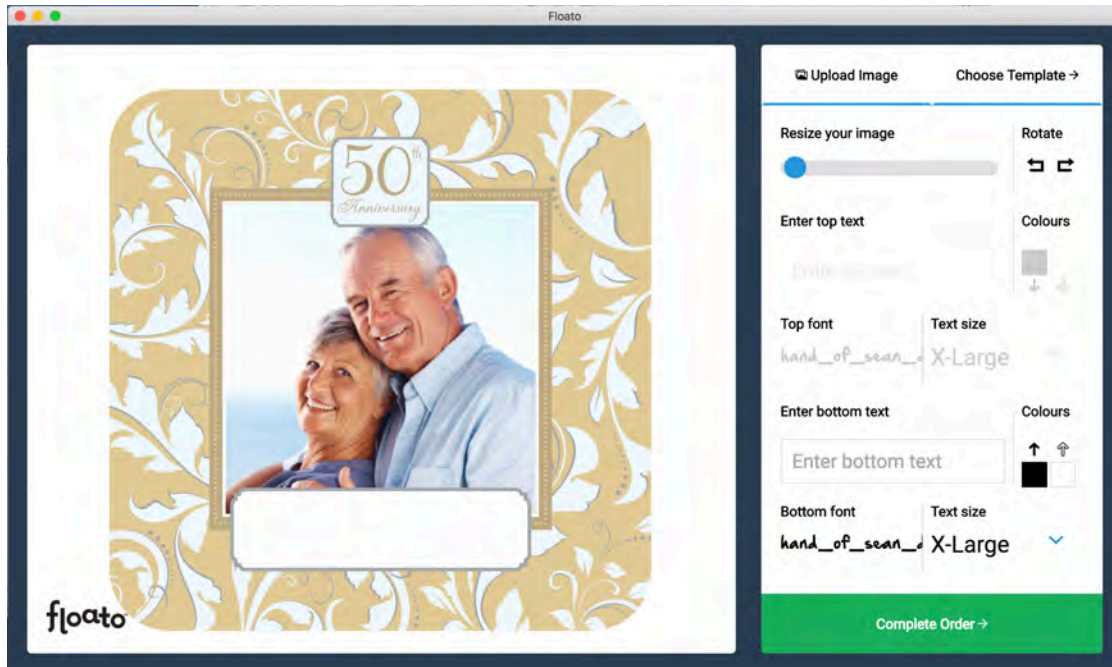 Floato
50th
Anniversary
floato
Upload Image
Choose Template →
Resize your image
Rotate
Enter top text
Colours
Top font
Text size
hand_of_sean_
X-Large
Enter bottom text
Colours
Enter bottom text
Bottom font
Text size
hand_of_sean_
X-Large
Complete Order →